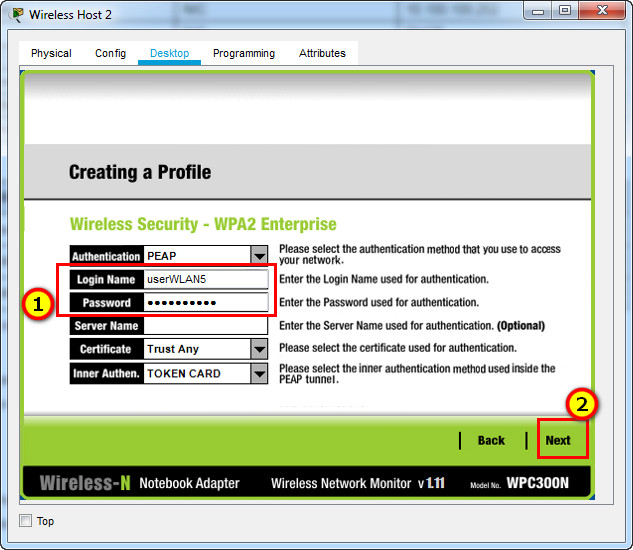 Wireless Host 2
Physical Config Desktop Programming Attributes
Creating a Profile
Wireless Security - WPA2 Enterprise
Authentication PEAP Please select the authentication method that you use to access
your network.
Login Name userWLAN5 Enter the Login Name used for authentication.
1
Password •••••••••• Enter the Password used for authentication.
Server Name Enter the Server Name used for authentication. (Optional)
Certificate Trust Any Please select the certificate used for authentication.
Inner Authen. TOKEN CARD Please select the inner authentication method used inside the
PEAP tunnel.
2
Back Next
Wireless-N Notebook Adapter Wireless Network Monitor v 1.11 Model No. WPC300N
Top